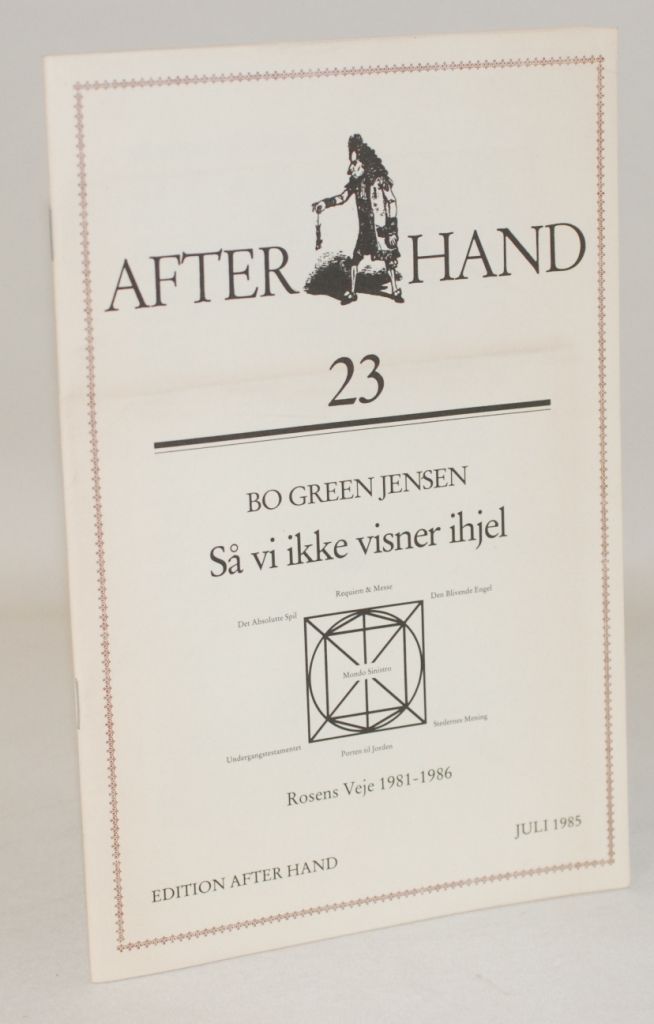 AFTER HAND
23
BO GREEN JENSEN
Så vi ikke visner ihjel
Requiem & Messe
Det Absolutte Spil
Den Blivende Engel
Mondo Sinistro
Undergangstestamentet
Porten til Jorden
Stedernes Mening
Rosens Veje 1981-1986
EDITION AFTER HAND
JULI 1985